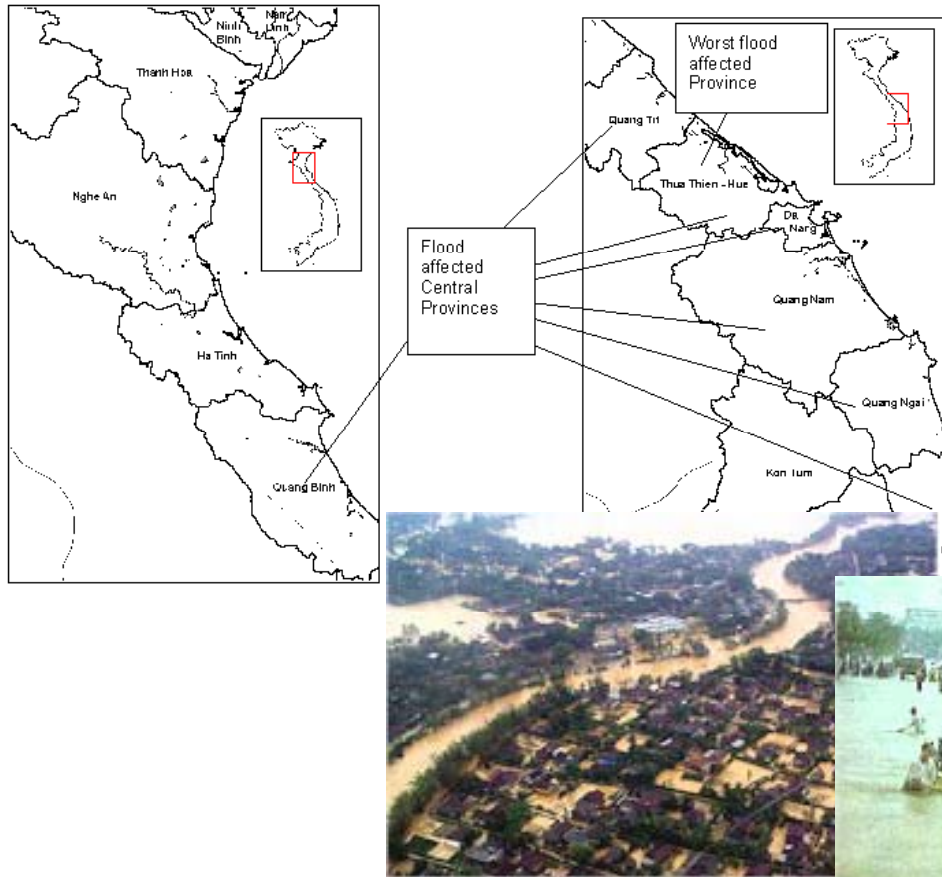 Ninh
Binh
Nam
Dinh
Thanh Hoa
Nghe An
Ha Tinh
Quang Binh
Flood
affected
Central
Provinces
Worst flood
affected
Province
Quang Tri
Thua Thien - Hue
Da
Nang
Quang Nam
Quang Ngai
Kon Tum